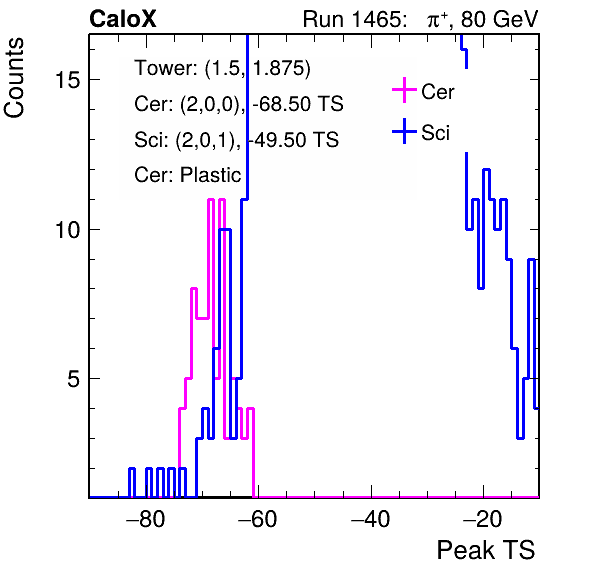 CaloX Run 1465: π⁺, 80 GeV
Counts
Tower: (1.5, 1.875)
Cer: (2,0,0), -68.50 TS
Sci: (2,0,1), -49.50 TS
Cer: Plastic
Cer
Sci
15
10
5
−80 −60 −40 −20
Peak TS